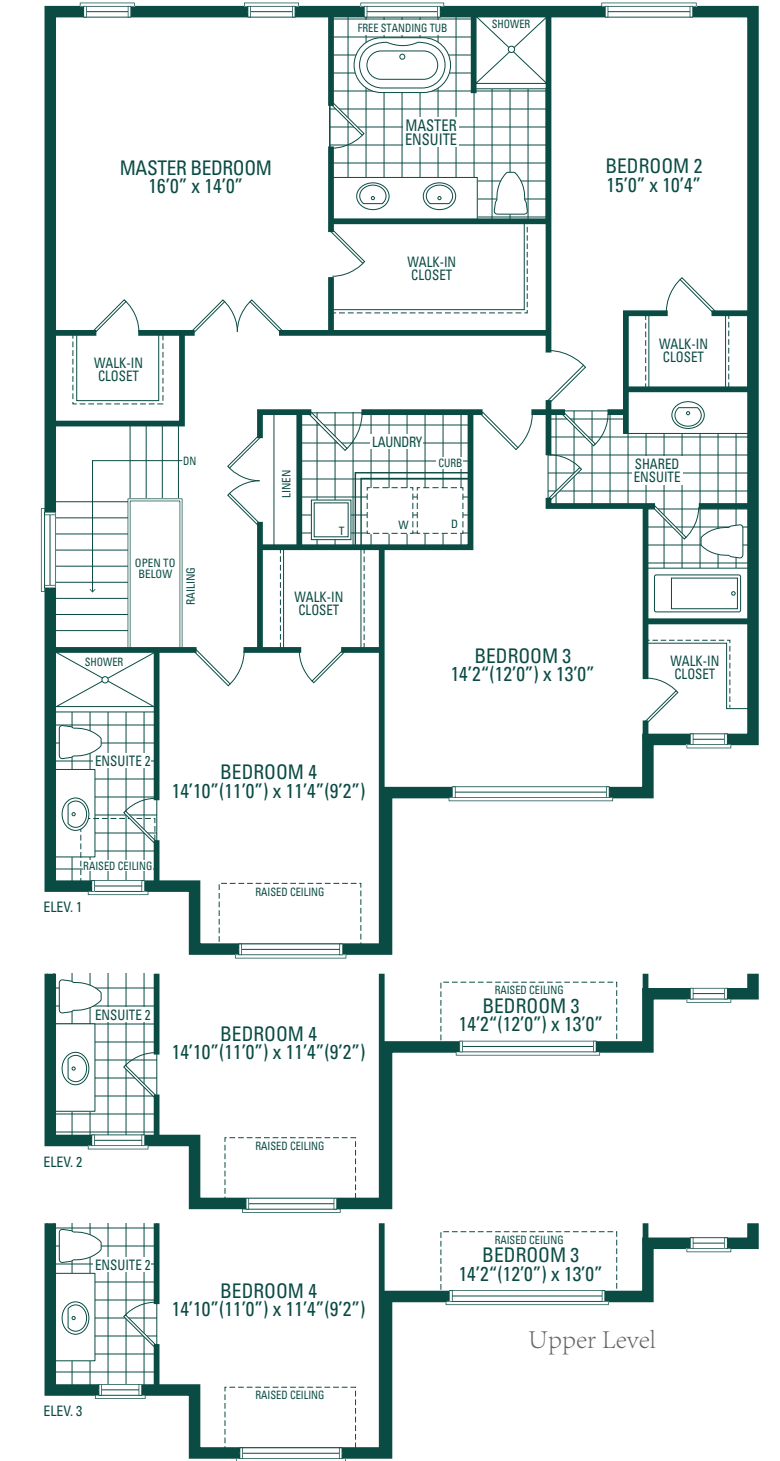 FREE STANDING TUB
SHOWER
MASTER
ENSUITE
MASTER BEDROOM
16'0" x 14'0"
BEDROOM 2
15'0" x 10'4"
WALK-IN
CLOSET
WALK-IN
CLOSET
WALK-IN
CLOSET
LAUNDRY
CURB
LINEN
T
W
D
DN
SHARED
ENSUITE
OPEN TO
BELOW
RAILING
WALK-IN
CLOSET
BEDROOM 3
14'2"(12'0") x 13'0"
WALK-IN
CLOSET
SHOWER
ENSUITE 2
BEDROOM 4
14'10"(11'0") x 11'4"(9'2")
RAISED CEILING
RAISED CEILING
ELEV. 1
RAISED CEILING
BEDROOM 3
14'2"(12'0") x 13'0"
ENSUITE 2
BEDROOM 4
14'10"(11'0") x 11'4"(9'2")
RAISED CEILING
ELEV. 2
RAISED CEILING
BEDROOM 3
14'2"(12'0") x 13'0"
ENSUITE 2
BEDROOM 4
14'10"(11'0") x 11'4"(9'2")
Upper Level
RAISED CEILING
ELEV. 3